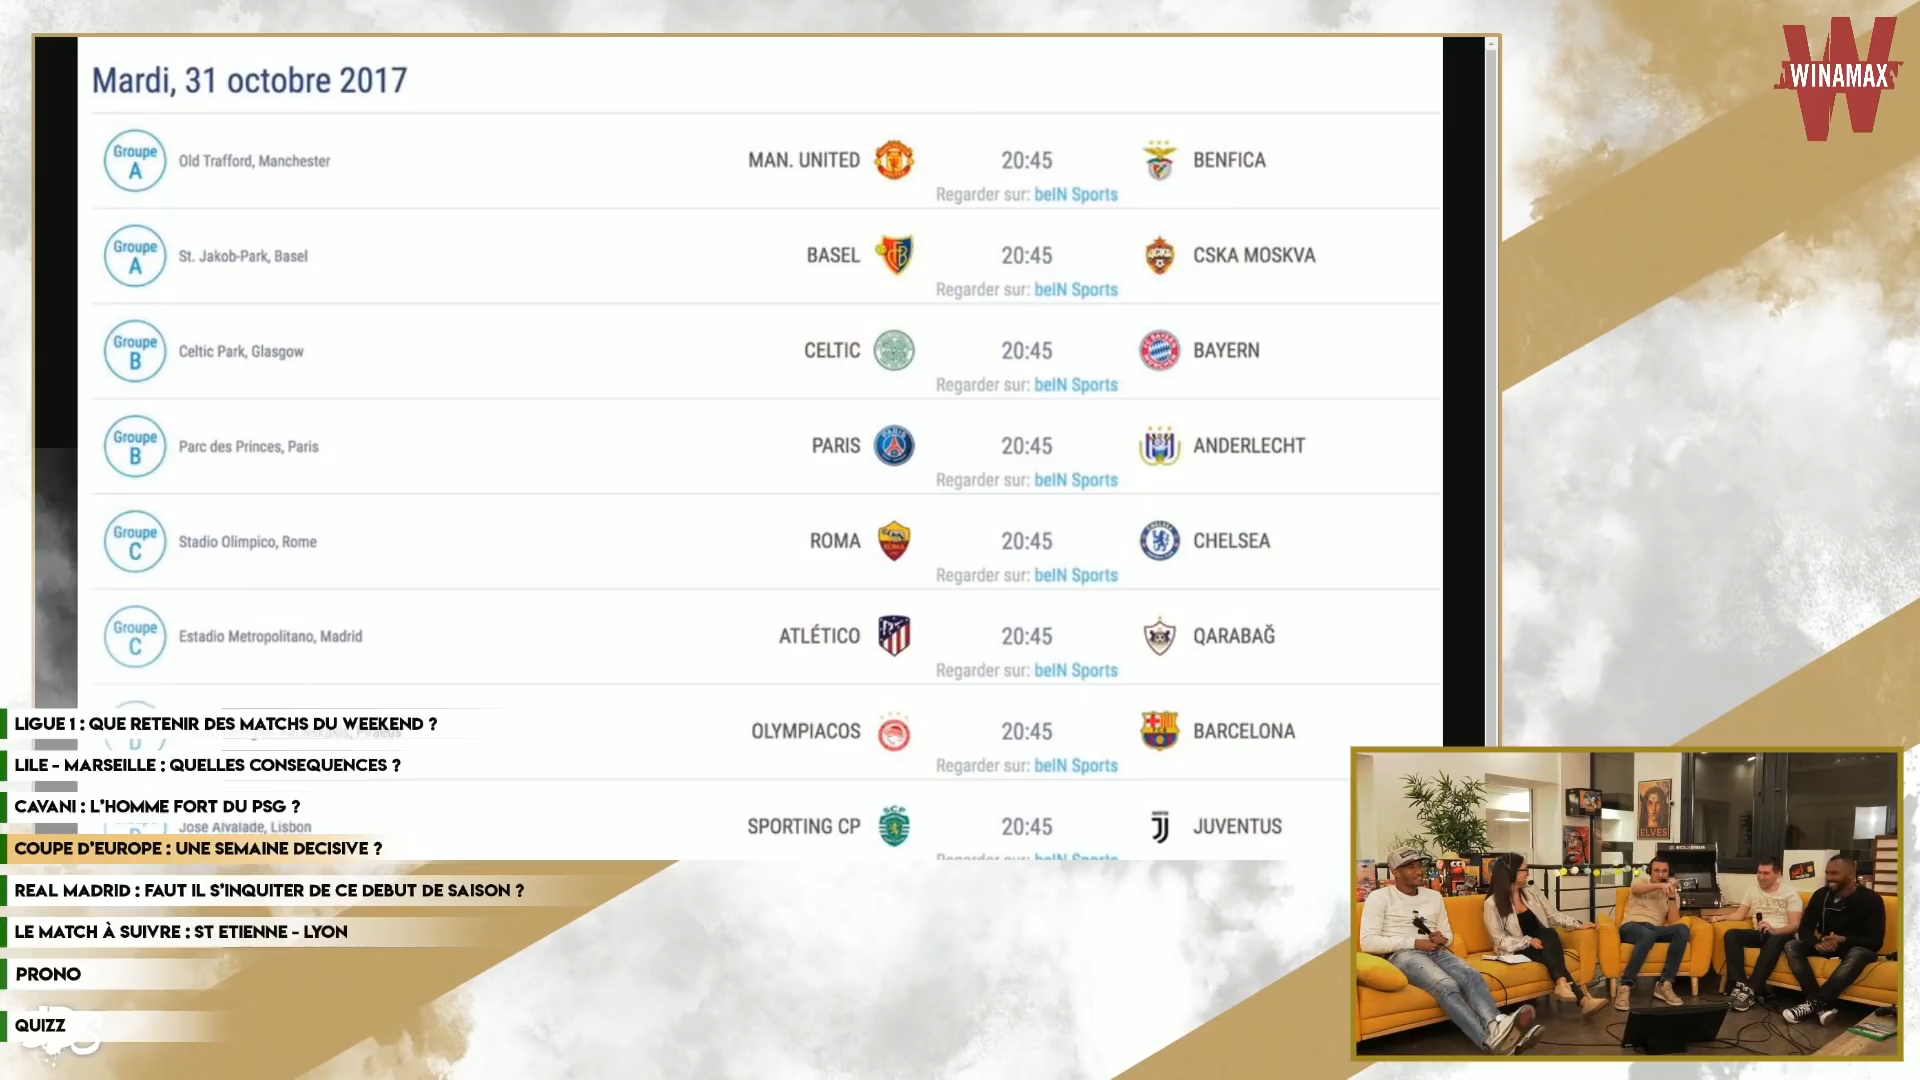 Mardi, 31 octobre 2017
WINAMAX
Groupe A
Old Trafford, Manchester
MAN. UNITED
20:45
BENFICA
Regarder sur: beIN Sports
Groupe A
St. Jakob-Park, Basel
BASEL
20:45
CSKA MOSKVA
Regarder sur: beIN Sports
Groupe B
Celtic Park, Glasgow
CELTIC
20:45
BAYERN
Regarder sur: beIN Sports
Groupe B
Parc des Princes, Paris
PARIS
20:45
ANDERLECHT
Regarder sur: beIN Sports
Groupe C
Stadio Olimpico, Rome
ROMA
20:45
CHELSEA
Regarder sur: beIN Sports
Groupe C
Estadio Metropolitano, Madrid
ATLÉTICO
20:45
QARABAĞ
Regarder sur: beIN Sports
OLYMPIACOS
20:45
BARCELONA
Regarder sur: beIN Sports
José Alvalade, Lisbon
SPORTING CP
20:45
JUVENTUS
Regarder sur: beIN Sports
LIGUE 1 : QUE RETENIR DES MATCHS DU WEEKEND ?
LILE - MARSEILLE : QUELLES CONSEQUENCES ?
CAVANI : L'HOMME FORT DU PSG ?
COUPE D'EUROPE : UNE SEMAINE DECISIVE ?
REAL MADRID : FAUT IL S'INQUITER DE CE DEBUT DE SAISON ?
LE MATCH À SUIVRE : ST ETIENNE - LYON
PRONO
QUIZZ
ELVES